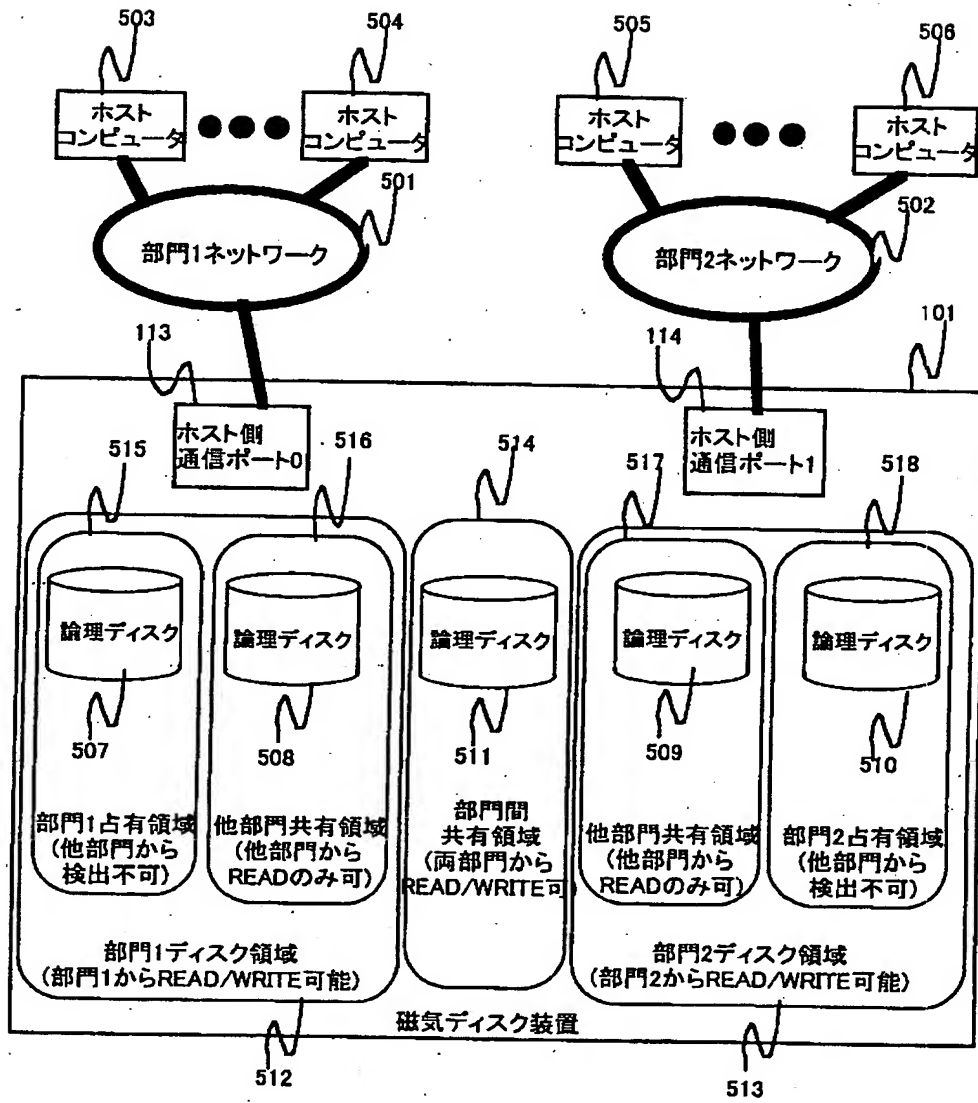 503
504
505
506
ホスト
コンピュータ
ホスト
コンピュータ
ホスト
コンピュータ
ホスト
コンピュータ
501
502
部門1ネットワーク
部門2ネットワーク
113
114
101
ホスト側
通信ポート0
ホスト側
通信ポート1
515
516
514
517
518
論理ディスク
論理ディスク
論理ディスク
論理ディスク
論理ディスク
507
508
511
509
510
部門1占有領域
(他部門から
検出不可)
他部門共有領域
(他部門から
READのみ可)
部門間
共有領域
(両部門から
READ/WRITE可
他部門共有領域
(他部門から
READのみ可)
部門2占有領域
(他部門から
検出不可)
部門1ディスク領域
(部門1からREAD/WRITE可能)
部門2ディスク領域
(部門2からREAD/WRITE可能)
磁気ディスク装置
512
513